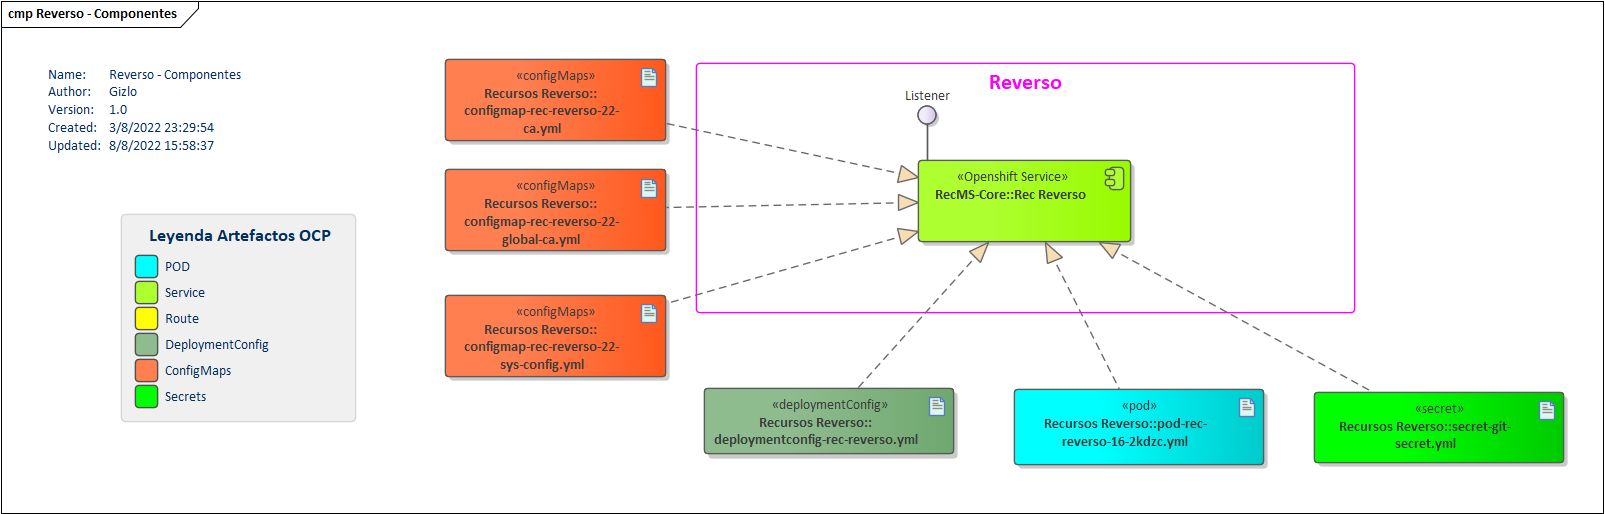 cmp Reverso - Componentes
Name: Reverso - Componentes
Author: Gizlo
Version: 1.0
Created: 3/8/2022 23:29:54
Updated: 8/8/2022 15:58:37
Leyenda Artefactos OCP
POD
Service
Route
DeploymentConfig
ConfigMaps
Secrets
«configMaps»
Recursos Reverso::
configmap-rec-reverso-22-
ca.yml
«configMaps»
Recursos Reverso::
configmap-rec-reverso-22-
global-ca.yml
«configMaps»
Recursos Reverso::
configmap-rec-reverso-22-
sys-config.yml
Reverso
Listener
«Openshift Service»
RecMS-Core::Rec Reverso
«deploymentConfig»
Recursos Reverso::
deploymentconfig-rec-reverso.yml
«pod»
Recursos Reverso::pod-rec-
reverso-16-2kdzc.yml
«secret»
Recursos Reverso::secret-git-
secret.yml